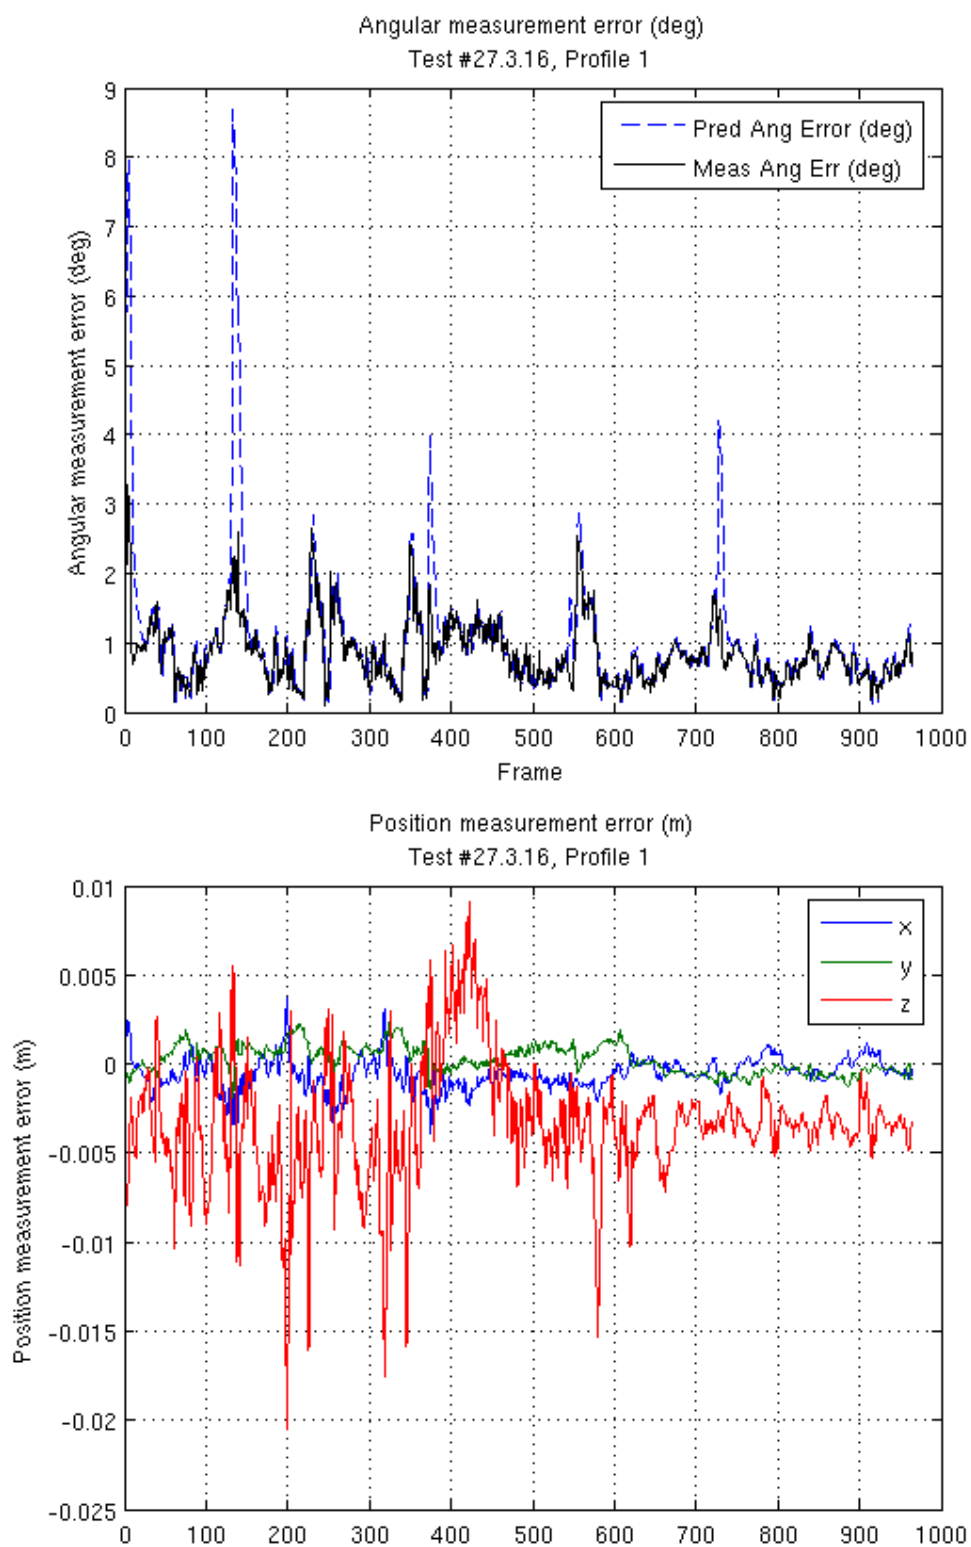 Angular measurement error (deg)
Test #27.3.16, Profile 1
Angular measurement error (deg)
9
8
7
6
5
4
3
2
1
0
Pred Ang Error (deg)
Meas Ang Err (deg)
0 100 200 300 400 500 600 700 800 900 1000
Frame
Position measurement error (m)
Test #27.3.16, Profile 1
Position measurement error (m)
0.01
0.005
0
-0.005
-0.01
-0.015
-0.02
-0.025
x
y
z
0 100 200 300 400 500 600 700 800 900 1000